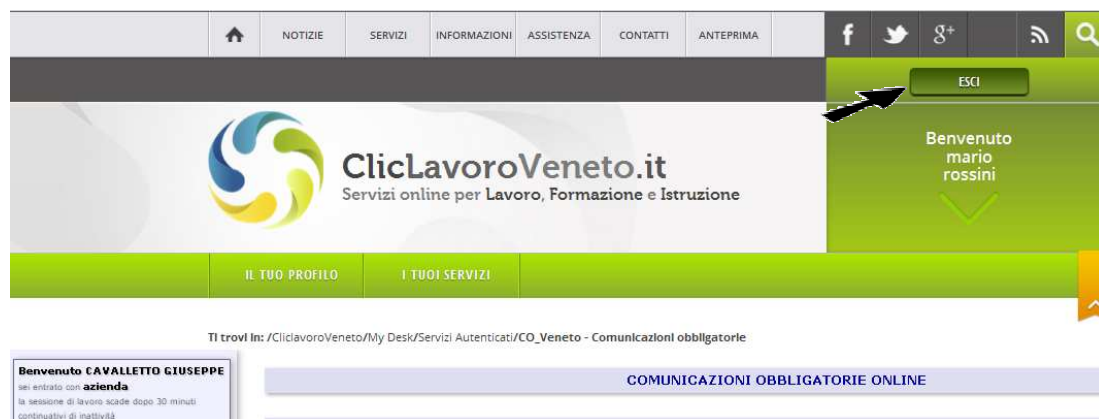 NOTIZIE SERVIZI INFORMAZIONI ASSISTENZA CONTATTI ANTEPRIMA f g+
ESCI
Benvenuto
mario
rossini
ClicLavoroVeneto.it
Servizi online per Lavoro, Formazione e Istruzione
IL TUO PROFILO I TUOI SERVIZI
Ti trovi in: /CliclavoroVeneto/My Desk/Servizi Autenticati/CO_Veneto - Comunicazioni obbligatorie
Benvenuto CAVALLETTO GIUSEPPE
sei entrato con azienda
la sessione di lavoro scade dopo 30 minuti
continuativi di inattività
COMUNICAZIONI OBBLIGATORIE ONLINE